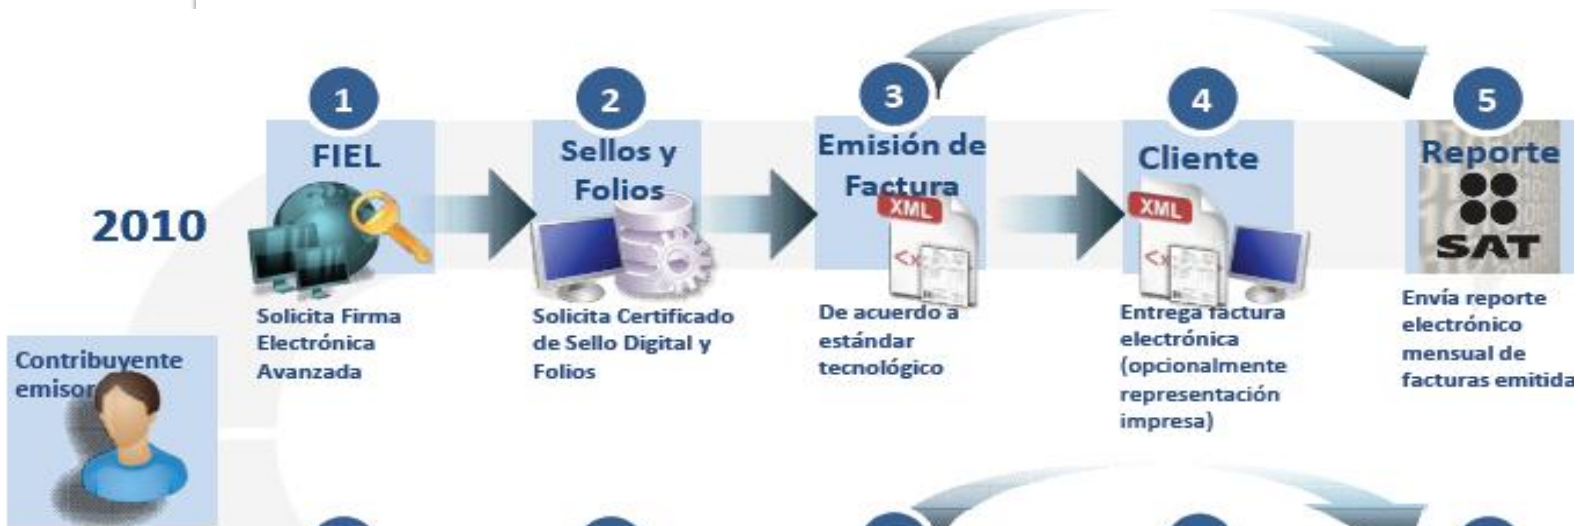 1
FIEL
Solicita Firma
Electrónica
Avanzada
2
Sellos y
Folios
Solicita Certificado
de Sello Digital y
Folios
3
Emisión de
Factura
XML
<x
De acuerdo a
estándar
tecnológico
4
Cliente
XML
<x
Entrega factura
electrónica
(opcionalmente
representación
impresa)
5
Reporte
SAT
Envía reporte
electrónico
mensual de
facturas emitida
2010
Contribuyente
emisor